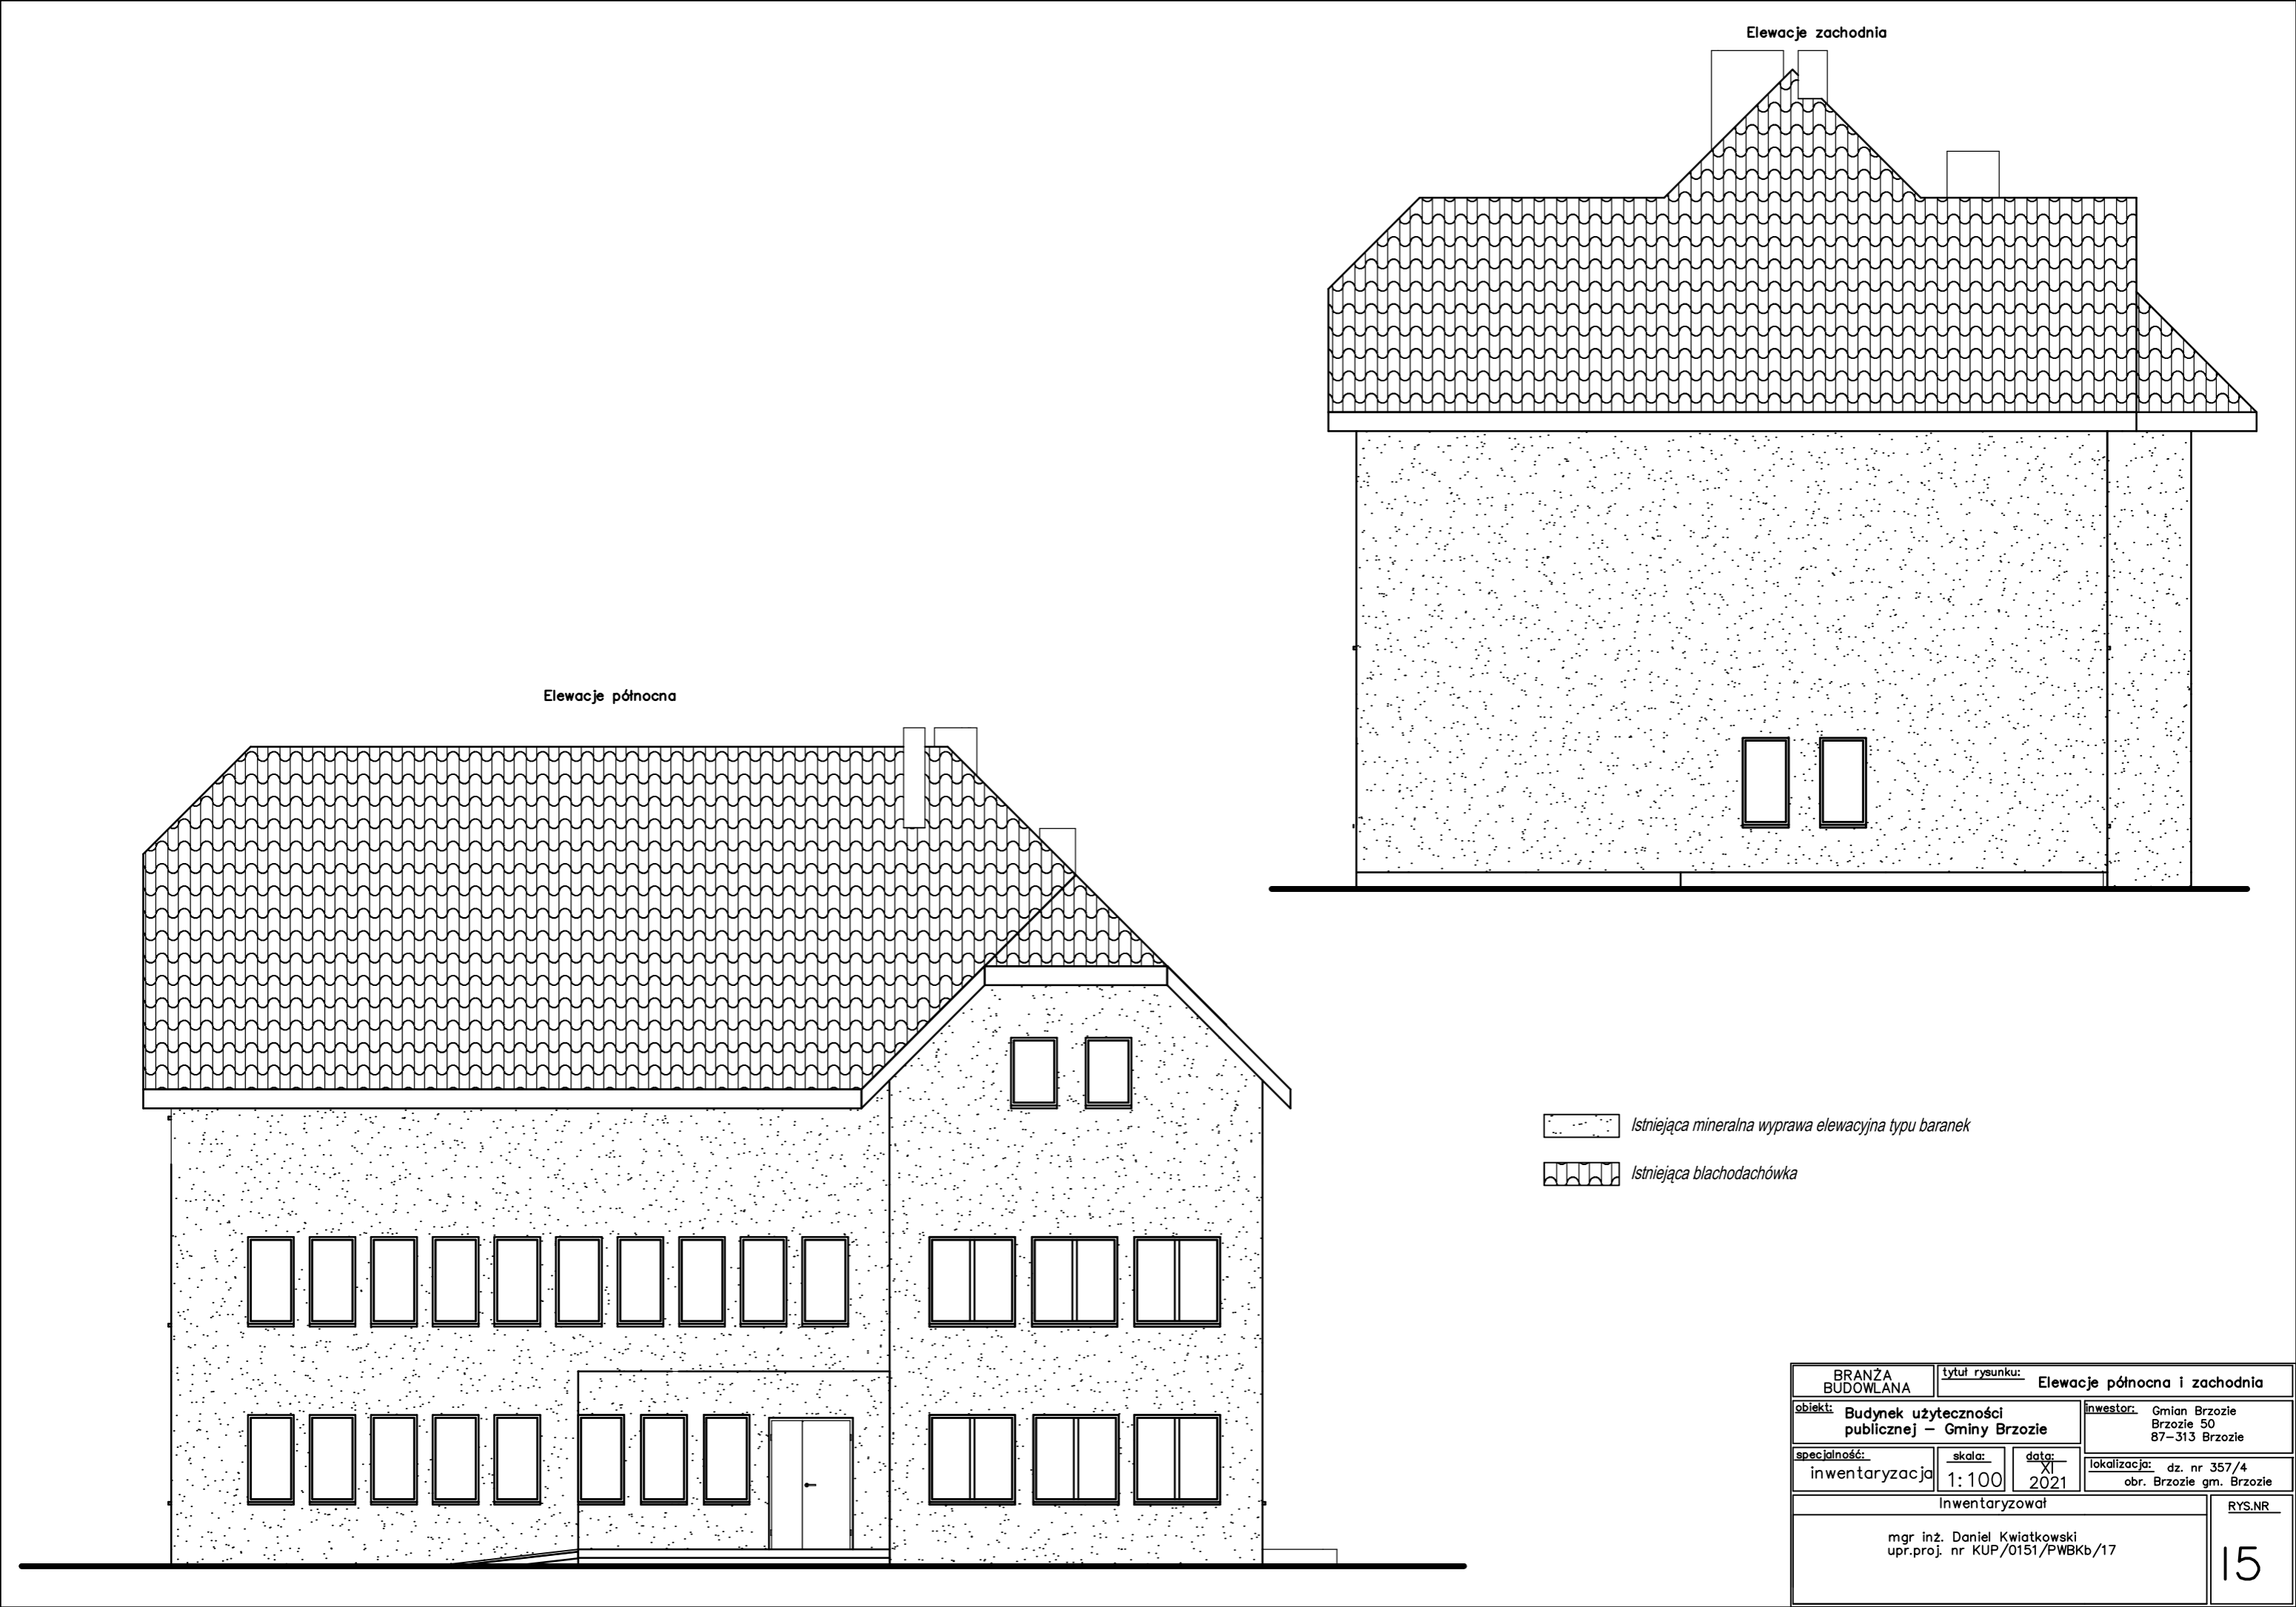 Elewacje zachodnia
Elewacje północna
Istniejąca mineralna wyprawa elewacyjna typu baranek
Istniejąca blachodachówka
BRANŻA
BUDOWLANA
tytuł rysunku:
Elewacje północna i zachodnia
obiekt:
Budynek użyteczności
publicznej – Gminy Brzozie
inwestor:
Gmian Brzozie
Brzozie 50
87-313 Brzozie
specjalność:
inwentaryzacja
skala:
1:100
data:
XI
2021
lokalizacja: dz. nr 357/4
obr. Brzozie gm. Brzozie
Inwentaryzował
mgr inż. Daniel Kwiatkowski
upr.proj. nr KUP/0151/PWBKb/17
RYS.NR
15